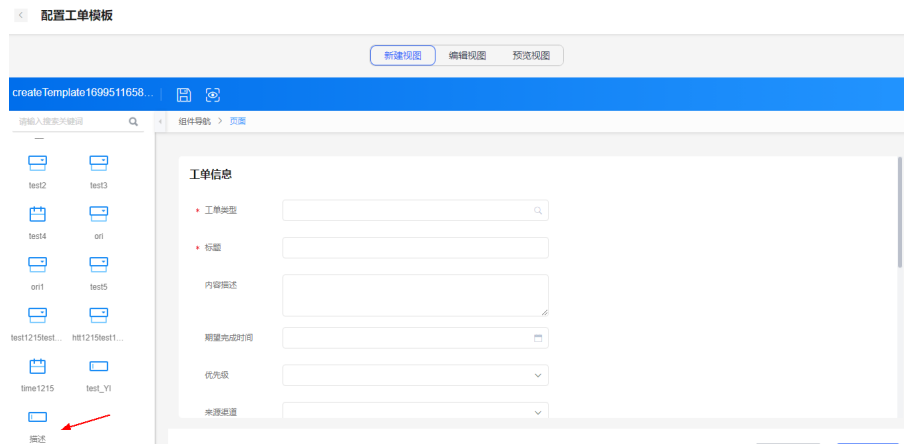 配置工单模板
新建视图 编辑视图 预览视图
createTemplate1699511658...
请输入搜索关键词
组件导航 > 页面
test2 test3
test4 ori
ori1 test5
test1215test... htt1215test1...
time1215 test_YI
描述
工单信息
* 工单类型
* 标题
内容描述
期望完成时间
优先级
来源渠道